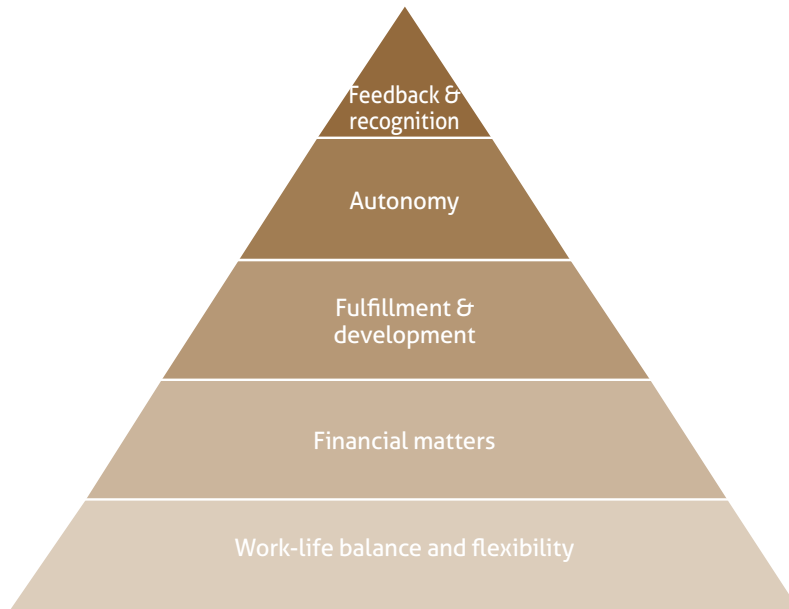 Feedback &
recognition
Autonomy
Fulfillment &
development
Financial matters
Work-life balance and flexibility